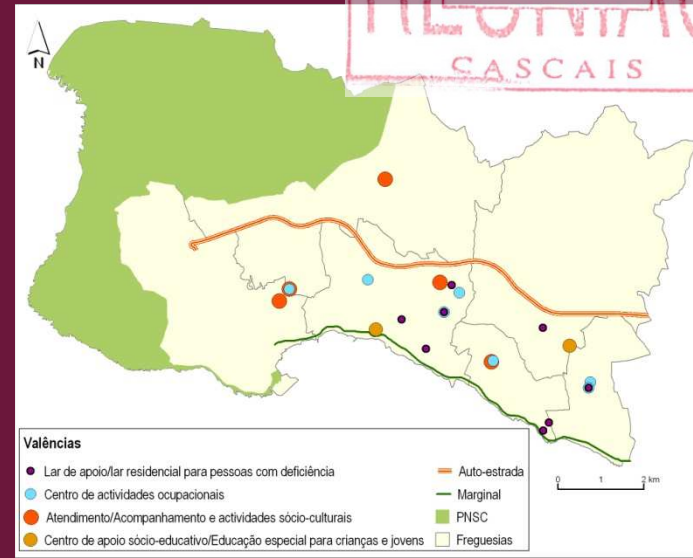 CASCAIS
N
Valências
Lar de apoio/lar residencial para pessoas com deficiência
Centro de actividades ocupacionais
Atendimento/Acompanhamento e actividades sócio-culturais
Centro de apoio sócio-educativo/Educação especial para crianças e jovens
Auto-estrada
Marginal
PNSC
Freguesias
0 1 2 km